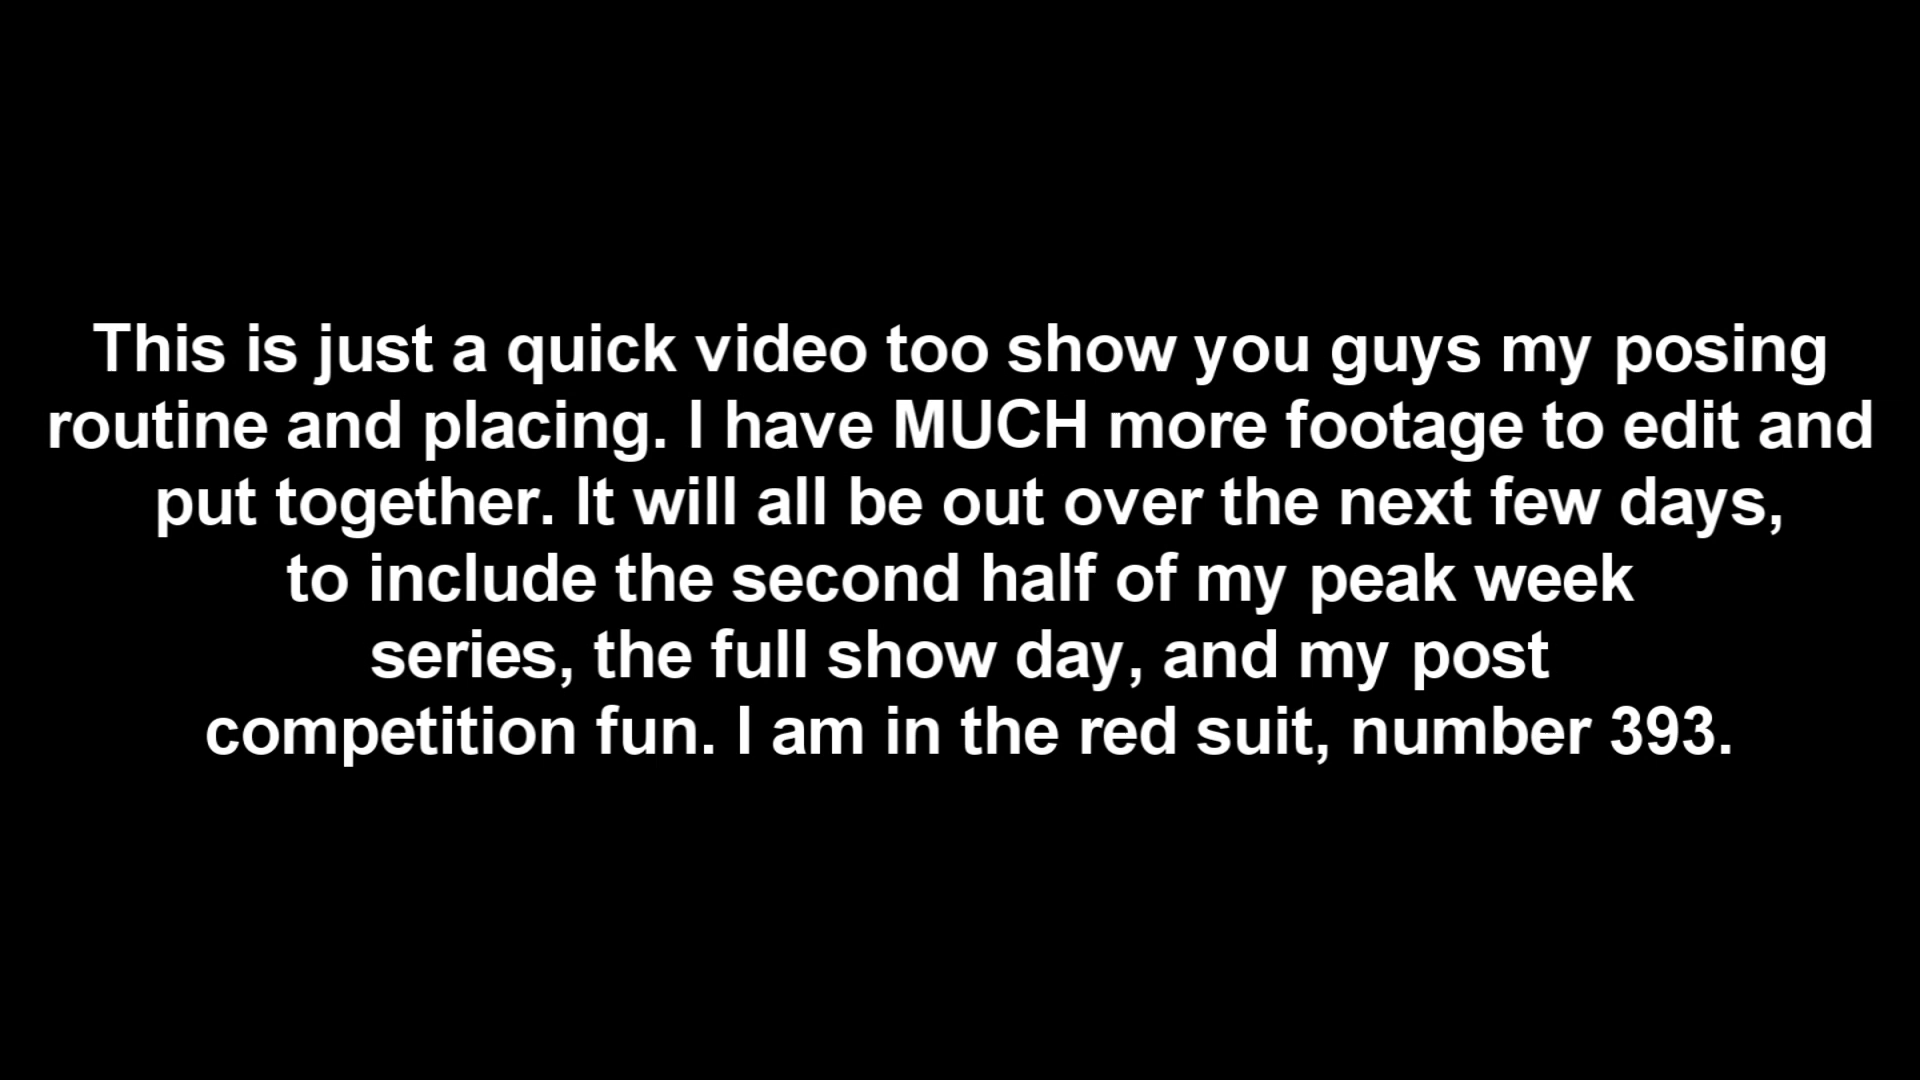 This is just a quick video too show you guys my posing
routine and placing. I have MUCH more footage to edit and
put together. It will all be out over the next few days,
to include the second half of my peak week
series, the full show day, and my post
competition fun. I am in the red suit, number 393.